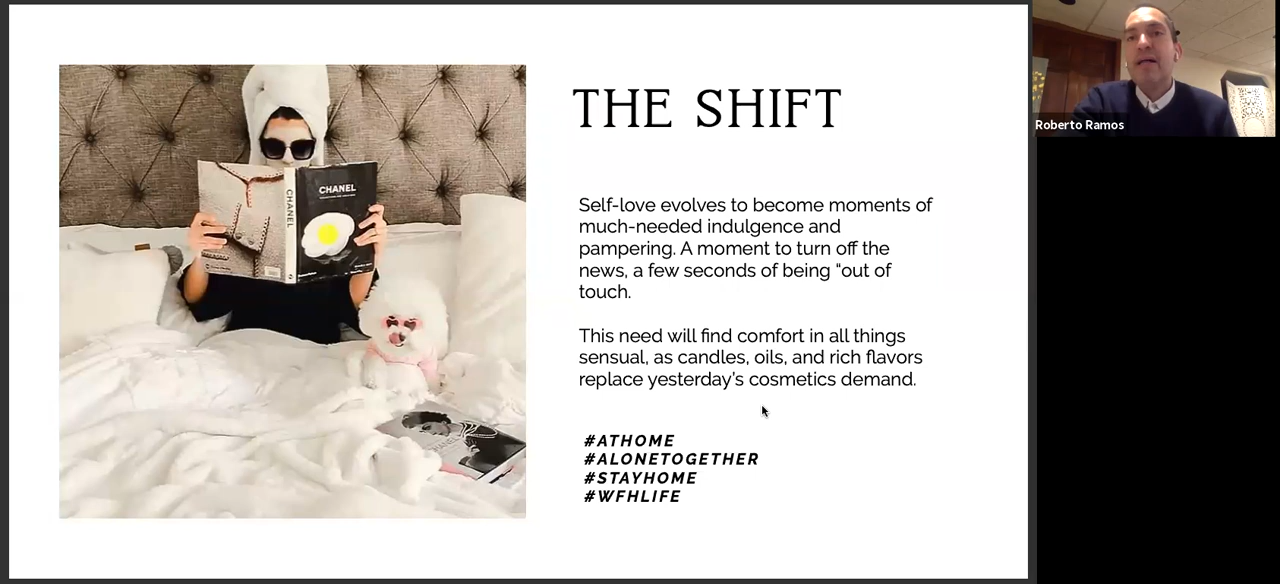 THE SHIFT
Self-love evolves to become moments of
much-needed indulgence and
pampering. A moment to turn off the
news, a few seconds of being “out of
touch.
This need will find comfort in all things
sensual, as candles, oils, and rich flavors
replace yesterday’s cosmetics demand.
#ATHOME
#ALONETOGETHER
#STAYHOME
#WFHLIFE
CHANEL
CHANEL
CHANEL
Roberto Ramos